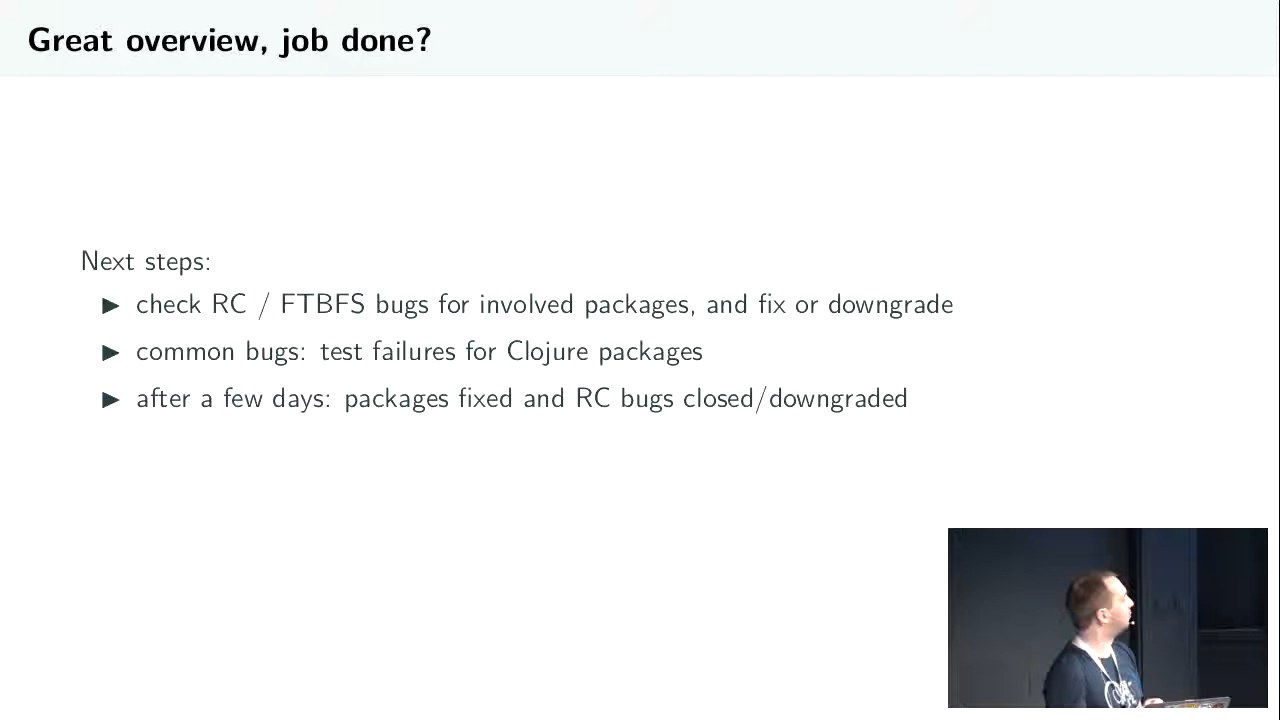 Great overview, job done?
Next steps:
▶ check RC / FTBFS bugs for involved packages, and fix or downgrade
▶ common bugs: test failures for Clojure packages
▶ after a few days: packages fixed and RC bugs closed/downgraded